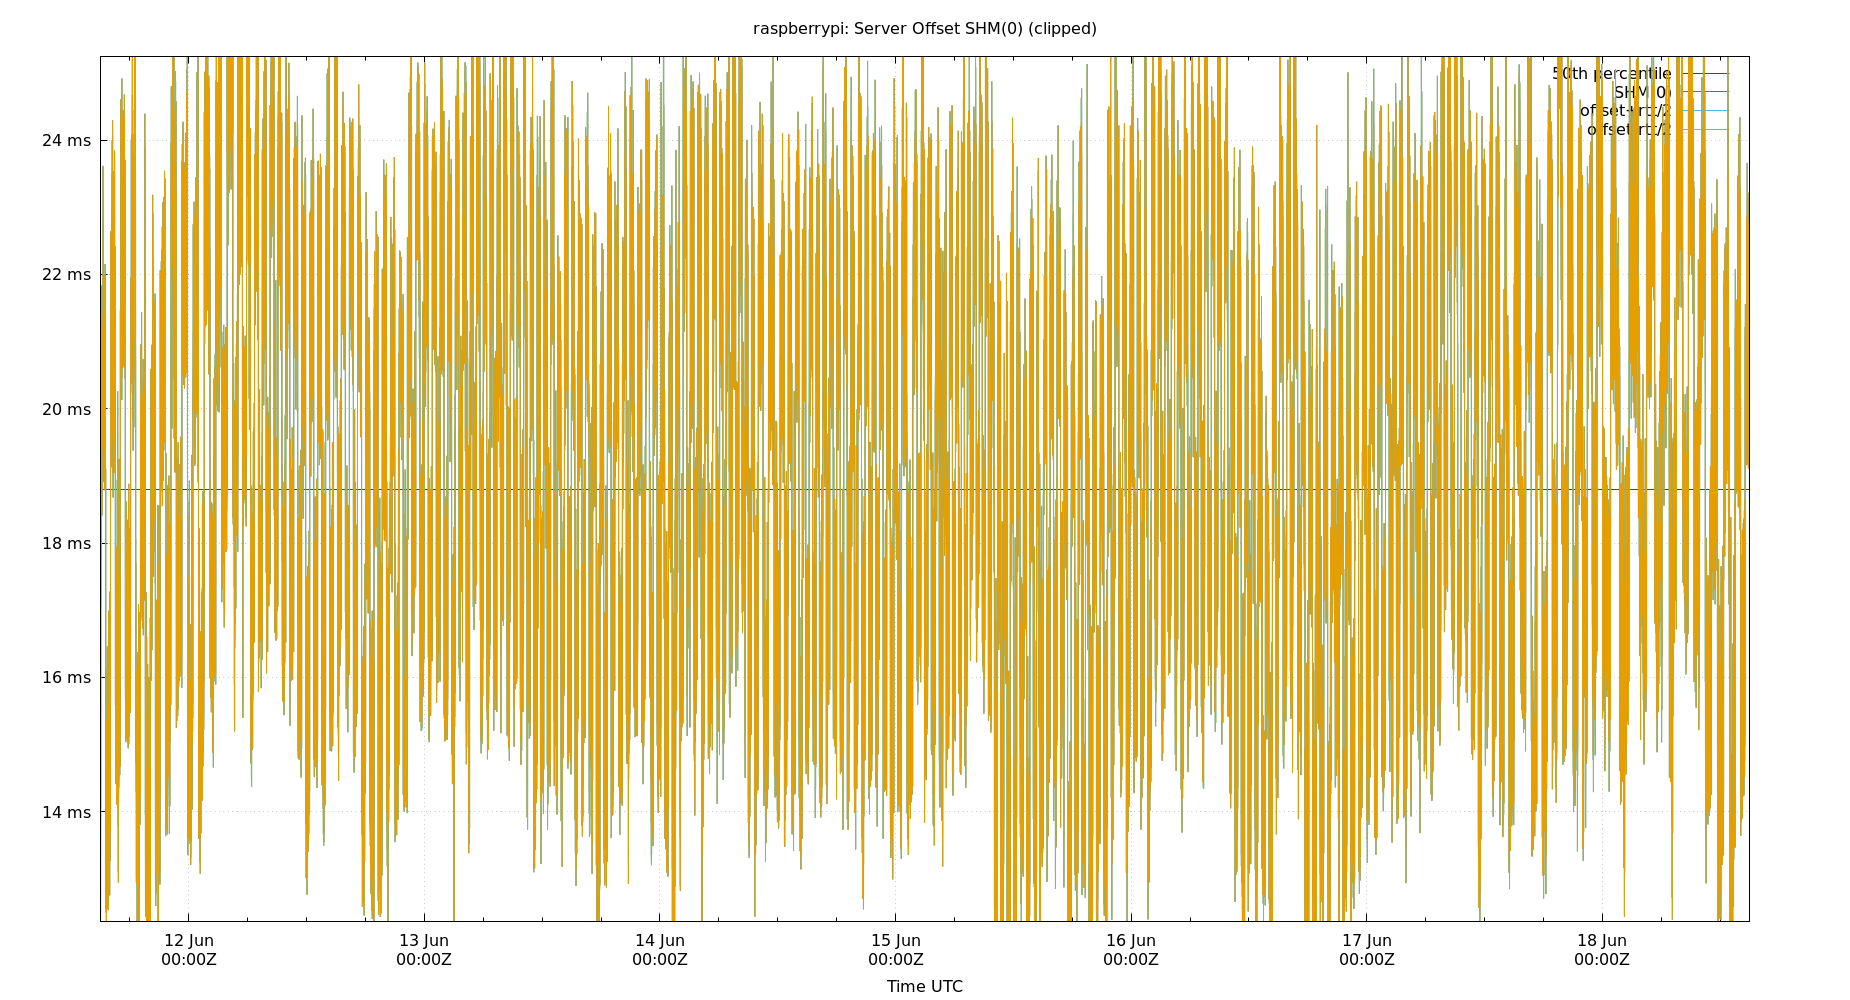 raspberrypi: Server Offset SHM(0) (clipped)
50th percentile
SHM(0)
offset+rtt/2
offset-rtt/2
24 ms
22 ms
20 ms
18 ms
16 ms
14 ms
12 Jun 13 Jun 14 Jun 15 Jun 16 Jun 17 Jun 18 Jun
00:00Z 00:00Z 00:00Z 00:00Z 00:00Z 00:00Z 00:00Z
Time UTC